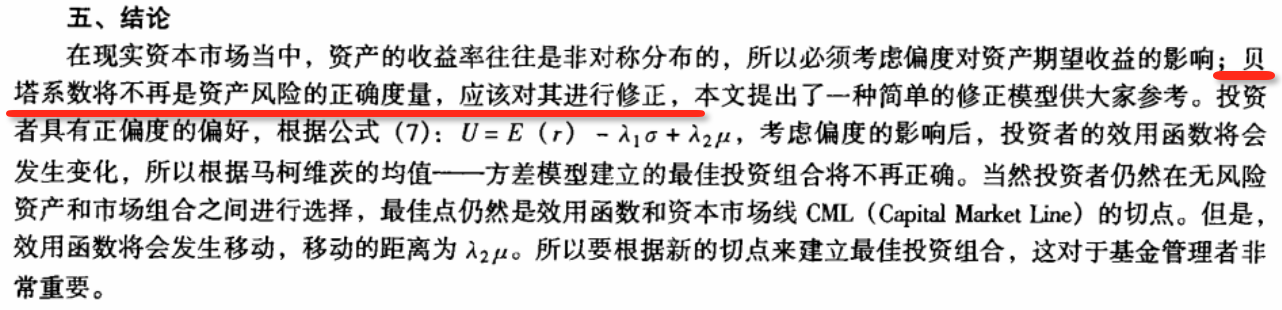 五、结论
在现实资本市场当中，资产的收益率往往是非对称分布的，所以必须考虑偏度对资产期望收益的影响；贝
塔系数将不再是资产风险的正确度量，应该对其进行修正，本文提出了一种简单的修正模型供大家参考。投资
者具有正偏度的偏好，根据公式（7）：U = E（r）- λ₁σ + λ₂μ，考虑偏度的影响后，投资者的效用函数将会
发生变化，所以根据马柯维茨的均值——方差模型建立的最佳投资组合将不再正确。当然投资者仍然在无风险
资产和市场组合之间进行选择，最佳点仍然是效用函数和资本市场线 CML（Capital Market Line）的切点。但是，
效用函数将会发生移动，移动的距离为 λ₂μ。所以要根据新的切点来建立最佳投资组合，这对于基金管理者非
常重要。